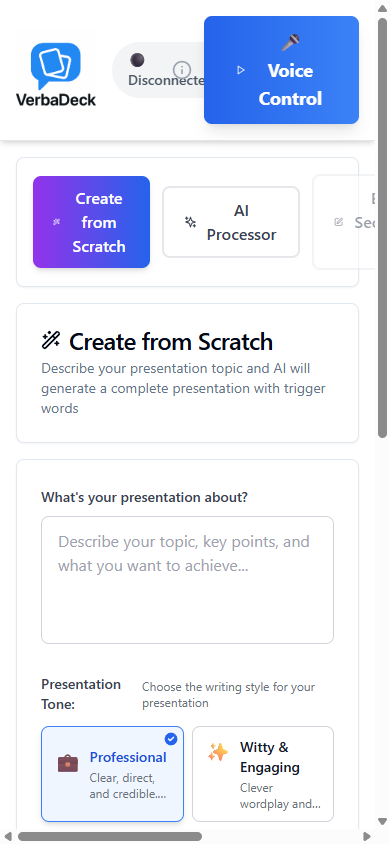 VerbaDeck
Disconnecte
Voice
Control
Create
from
Scratch
AI
Processor
Create from Scratch
Describe your presentation topic and AI will
generate a complete presentation with trigger
words
What's your presentation about?
Describe your topic, key points, and
what you want to achieve...
Presentation
Tone:
Choose the writing style for your
presentation
Professional
Clear, direct,
and credible....
Witty &
Engaging
Clever
wordplay and...